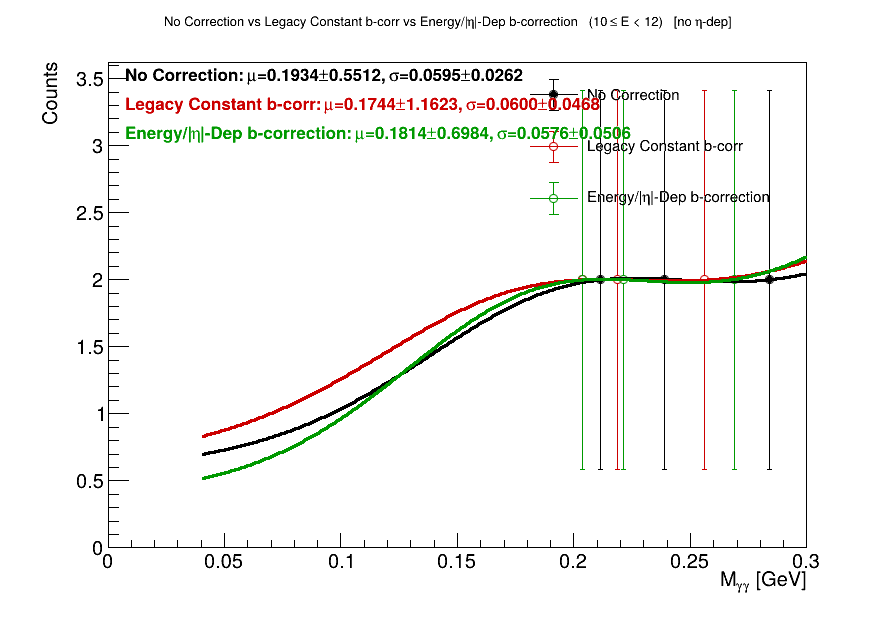 No Correction vs Legacy Constant b-corr vs Energy/|η|-Dep b-correction (10 ≤ E < 12) [no η-dep]
Counts
No Correction: μ=0.1934±0.5512, σ=0.0595±0.0262
Legacy Constant b-corr: μ=0.1744±1.1623, σ=0.0600±0.0468
Energy/|η|-Dep b-correction: μ=0.1814±0.6984, σ=0.0576±0.0506
No Correction
Legacy Constant b-corr
Energy/|η|-Dep b-correction
3.5
3
2.5
2
1.5
1
0.5
0
0 0.05 0.1 0.15 0.2 0.25 0.3
Mγγ [GeV]